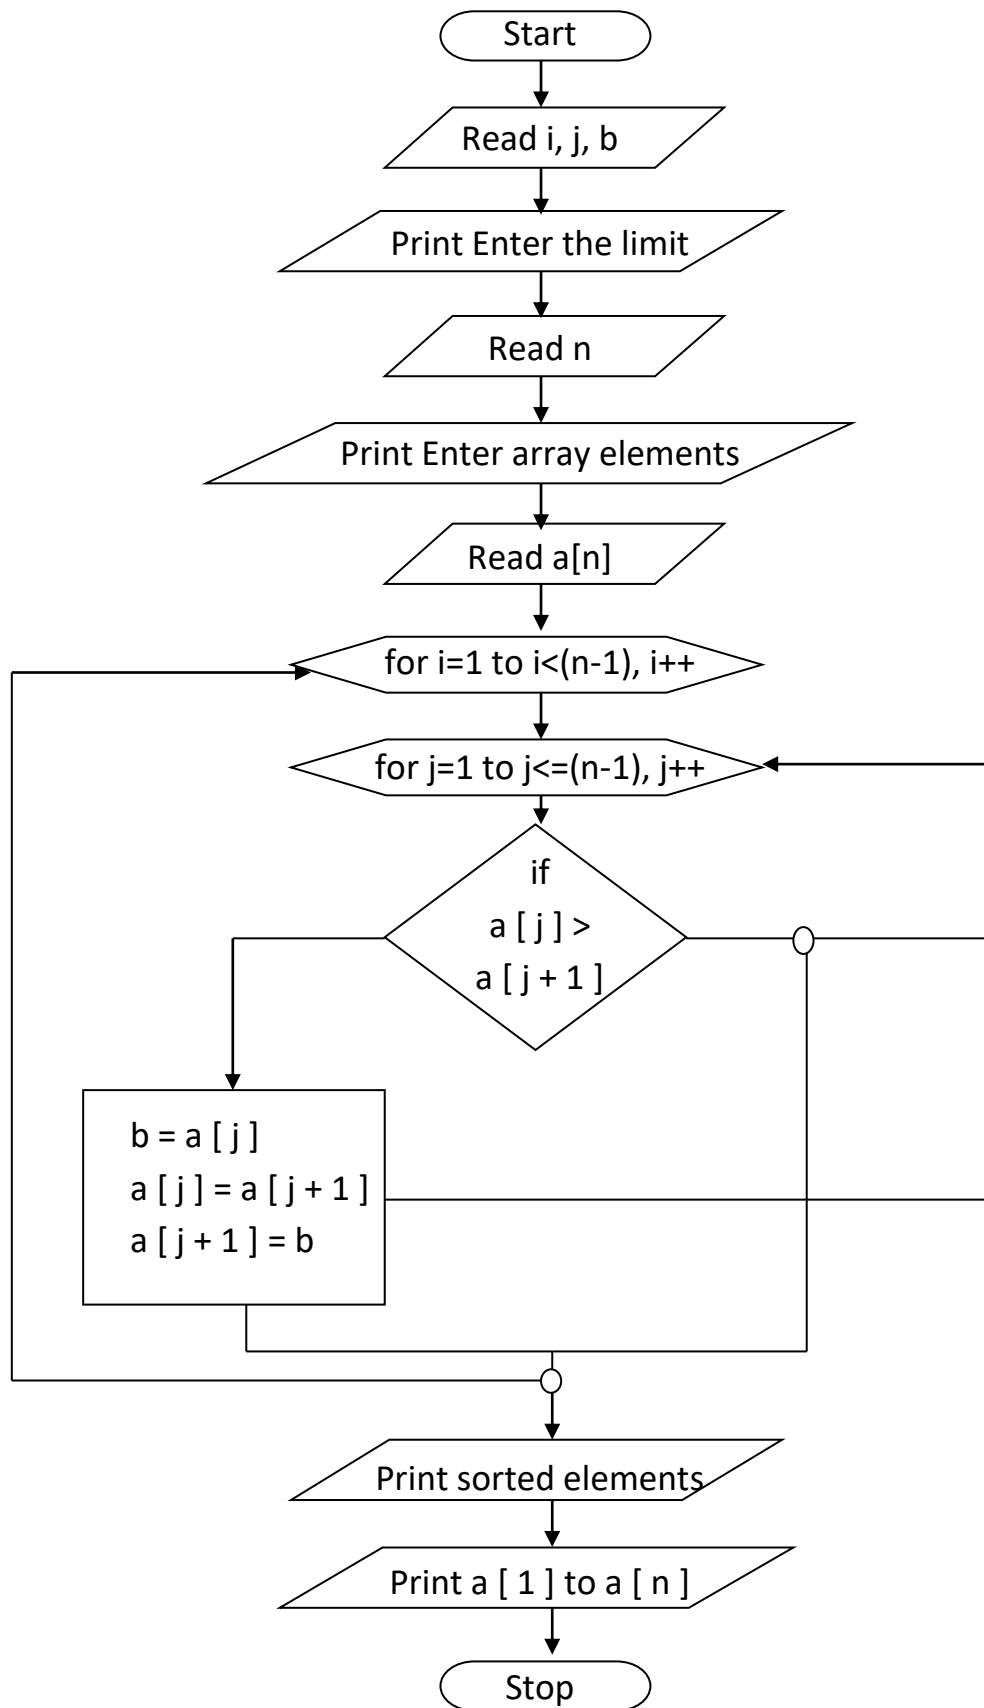 Start
Read i, j, b
Print Enter the limit
Read n
Print Enter array elements
Read a[n]
for i=1 to i<(n-1), i++
for j=1 to j<=(n-1), j++
if
a [ j ] >
a [ j + 1 ]
b = a [ j ]
a [ j ] = a [ j + 1 ]
a [ j + 1 ] = b
Print sorted elements
Print a [ 1 ] to a [ n ]
Stop